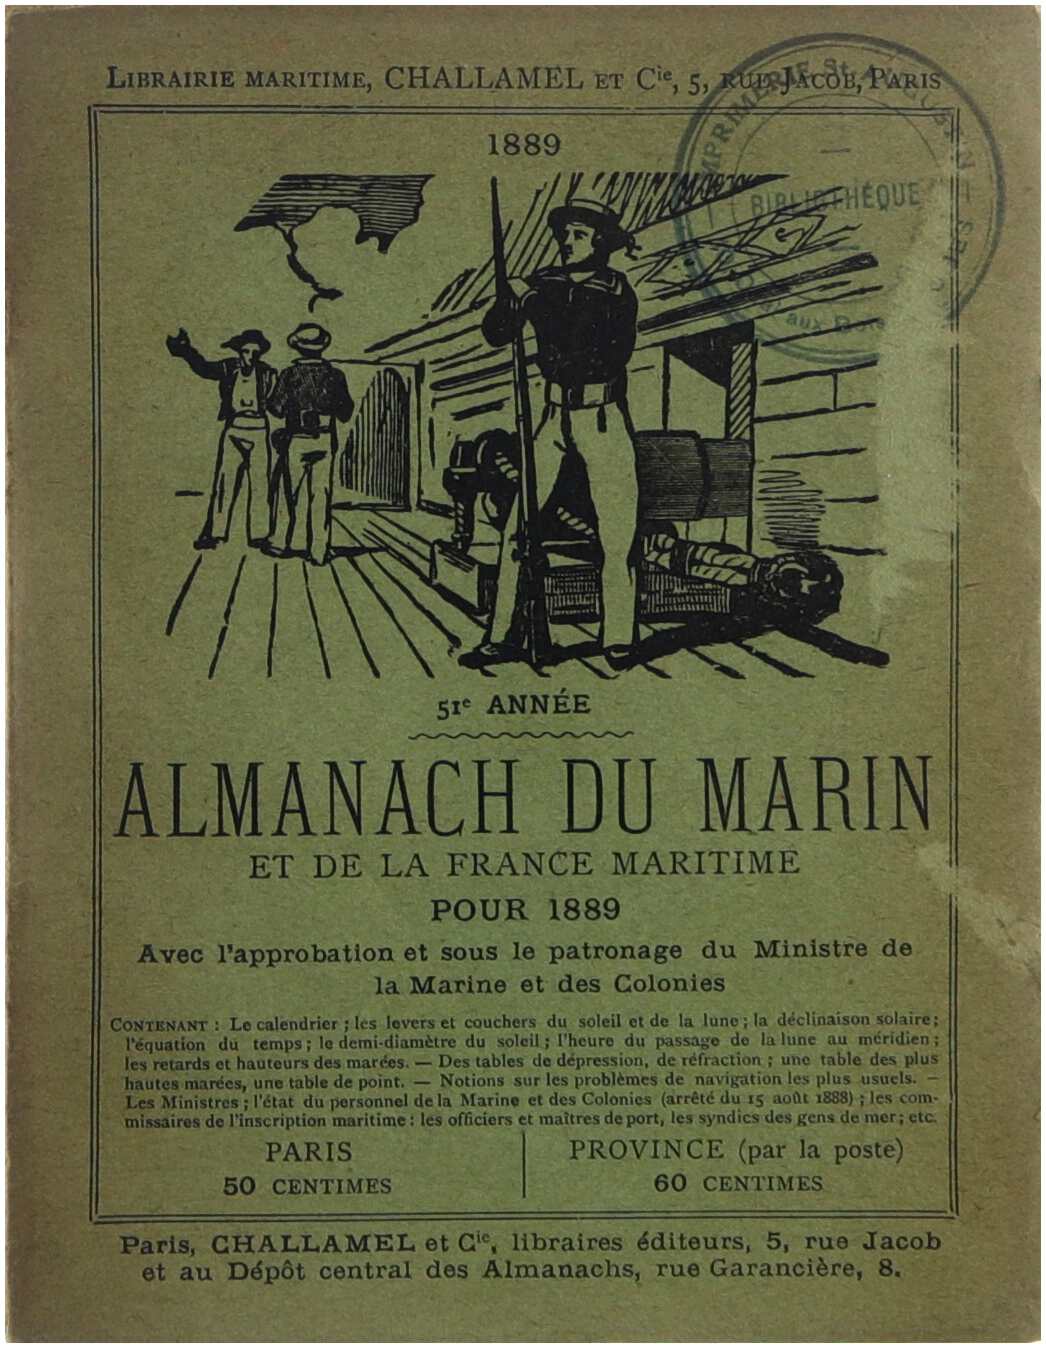 LIBRAIRIE MARITIME, CHALLAMEL ET Cie, 5, RUE JACOB, PARIS
1889
IMPRIMERIE St AUGUSTIN
BIBLIOTHÈQUE
aux
51e ANNÉE
ALMANACH DU MARIN
ET DE LA FRANCE MARITIME
POUR 1889
Avec l'approbation et sous le patronage du Ministre de
la Marine et des Colonies
CONTENANT : Le calendrier ; les levers et couchers du soleil et de la lune ; la déclinaison solaire ;
l'équation du temps ; le demi-diamètre du soleil ; l'heure du passage de la lune au méridien ;
les retards et hauteurs des marées. — Des tables de dépression, de réfraction ; une table des plus
hautes marées, une table de point. — Notions sur les problèmes de navigation les plus usuels. —
Les Ministres ; l'état du personnel de la Marine et des Colonies (arrêté du 15 août 1888) ; les com-
missaires de l'inscription maritime : les officiers et maîtres de port, les syndics des gens de mer ; etc.
PARIS
50 CENTIMES
PROVINCE (par la poste)
60 CENTIMES
Paris, CHALLAMEL et Cie, libraires éditeurs, 5, rue Jacob
et au Dépôt central des Almanachs, rue Garancière, 8.